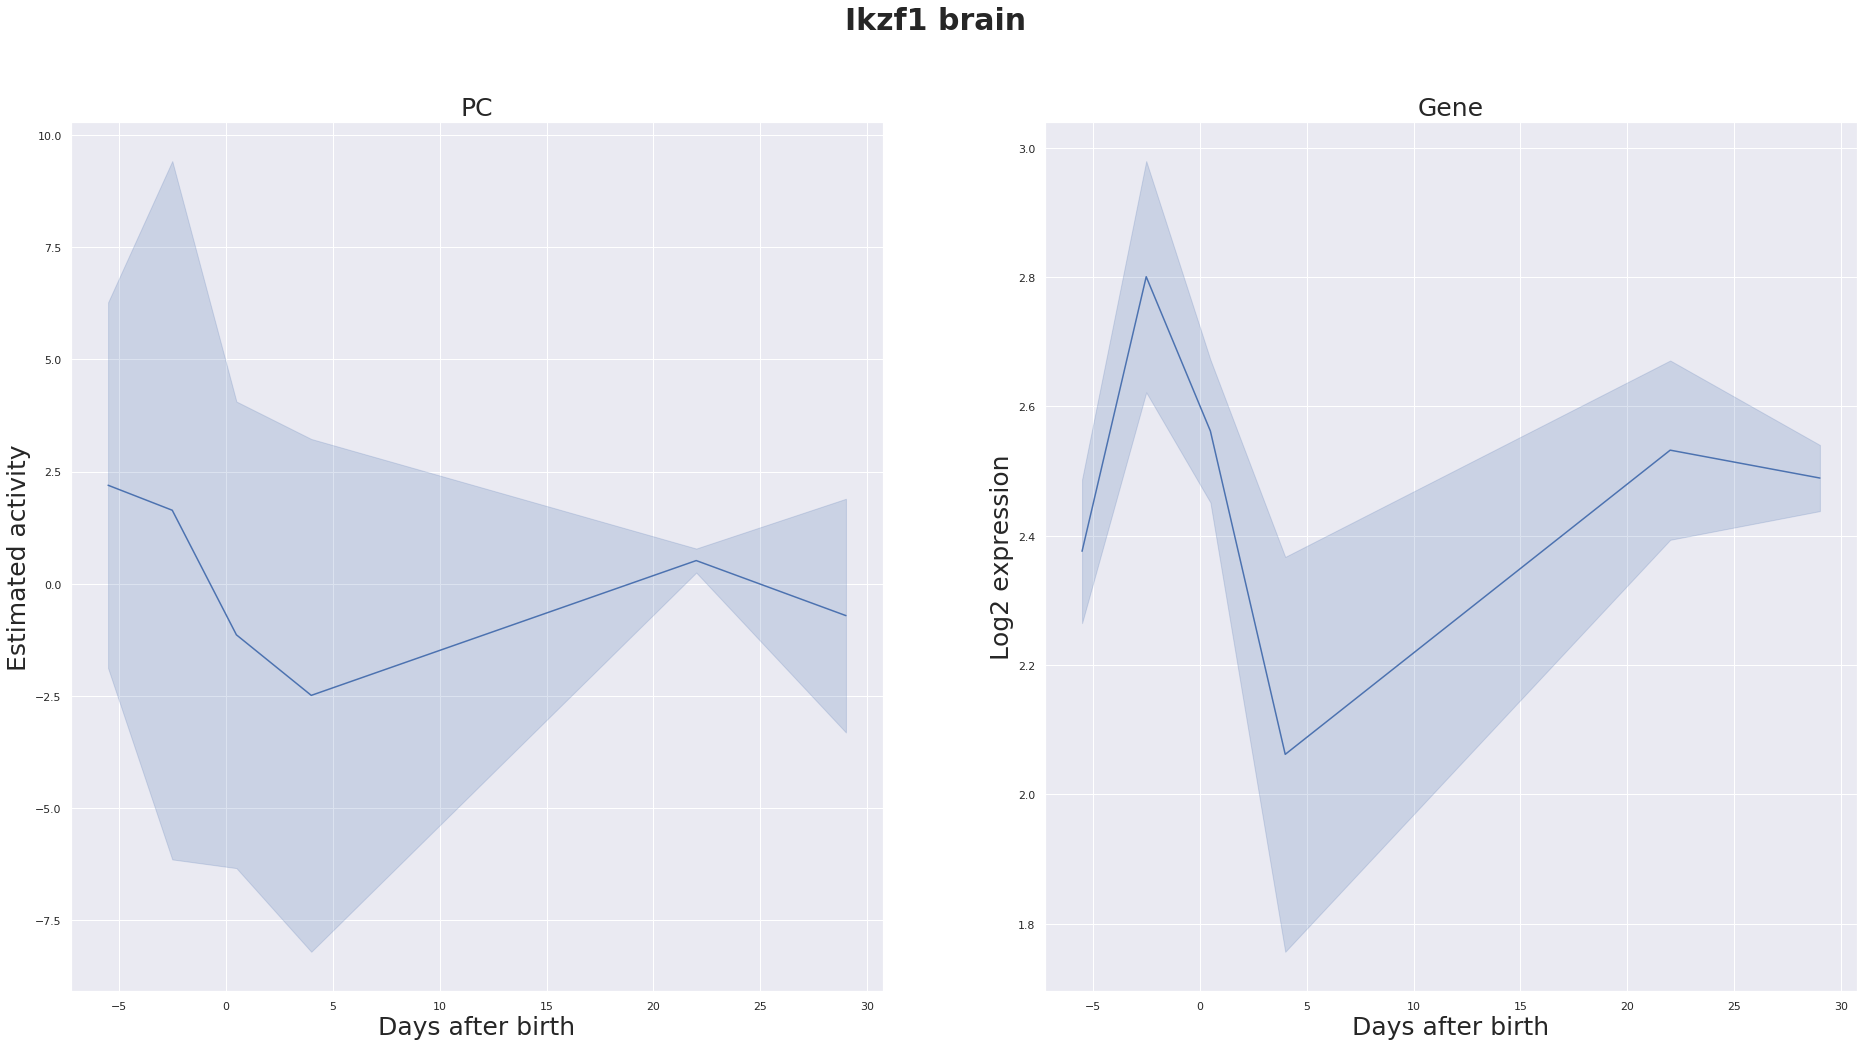 Ikzf1 brain
PC
Estimated activity
10.0
7.5
5.0
2.5
0.0
−2.5
−5.0
−7.5
−5 0 5 10 15 20 25 30
Days after birth
Gene
Log2 expression
3.0
2.8
2.6
2.4
2.2
2.0
1.8
−5 0 5 10 15 20 25 30
Days after birth